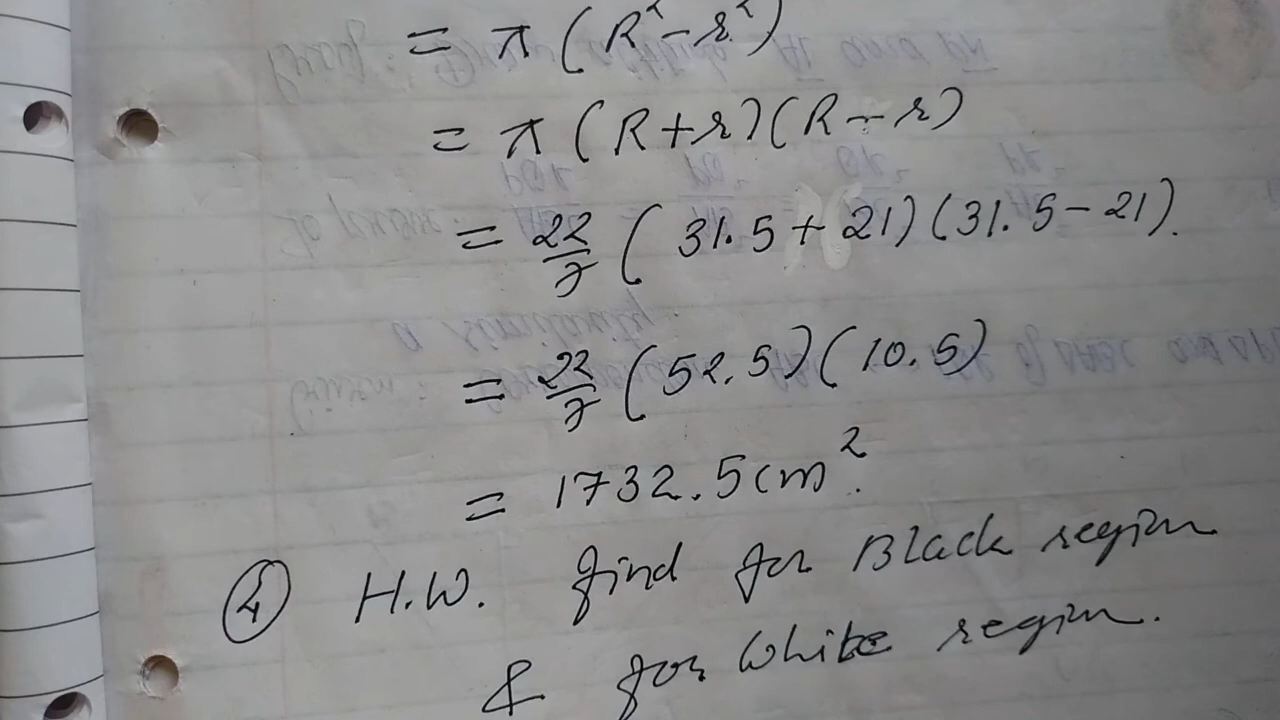 = π (R² - r²)
= π (R + r) (R - r)
= 22/7 ( 31.5 + 21) (31.5 - 21).
= 22/7 (52.5) (10.5)
= 1732.5 cm².
④ H.W. find for Black region
& for White region.